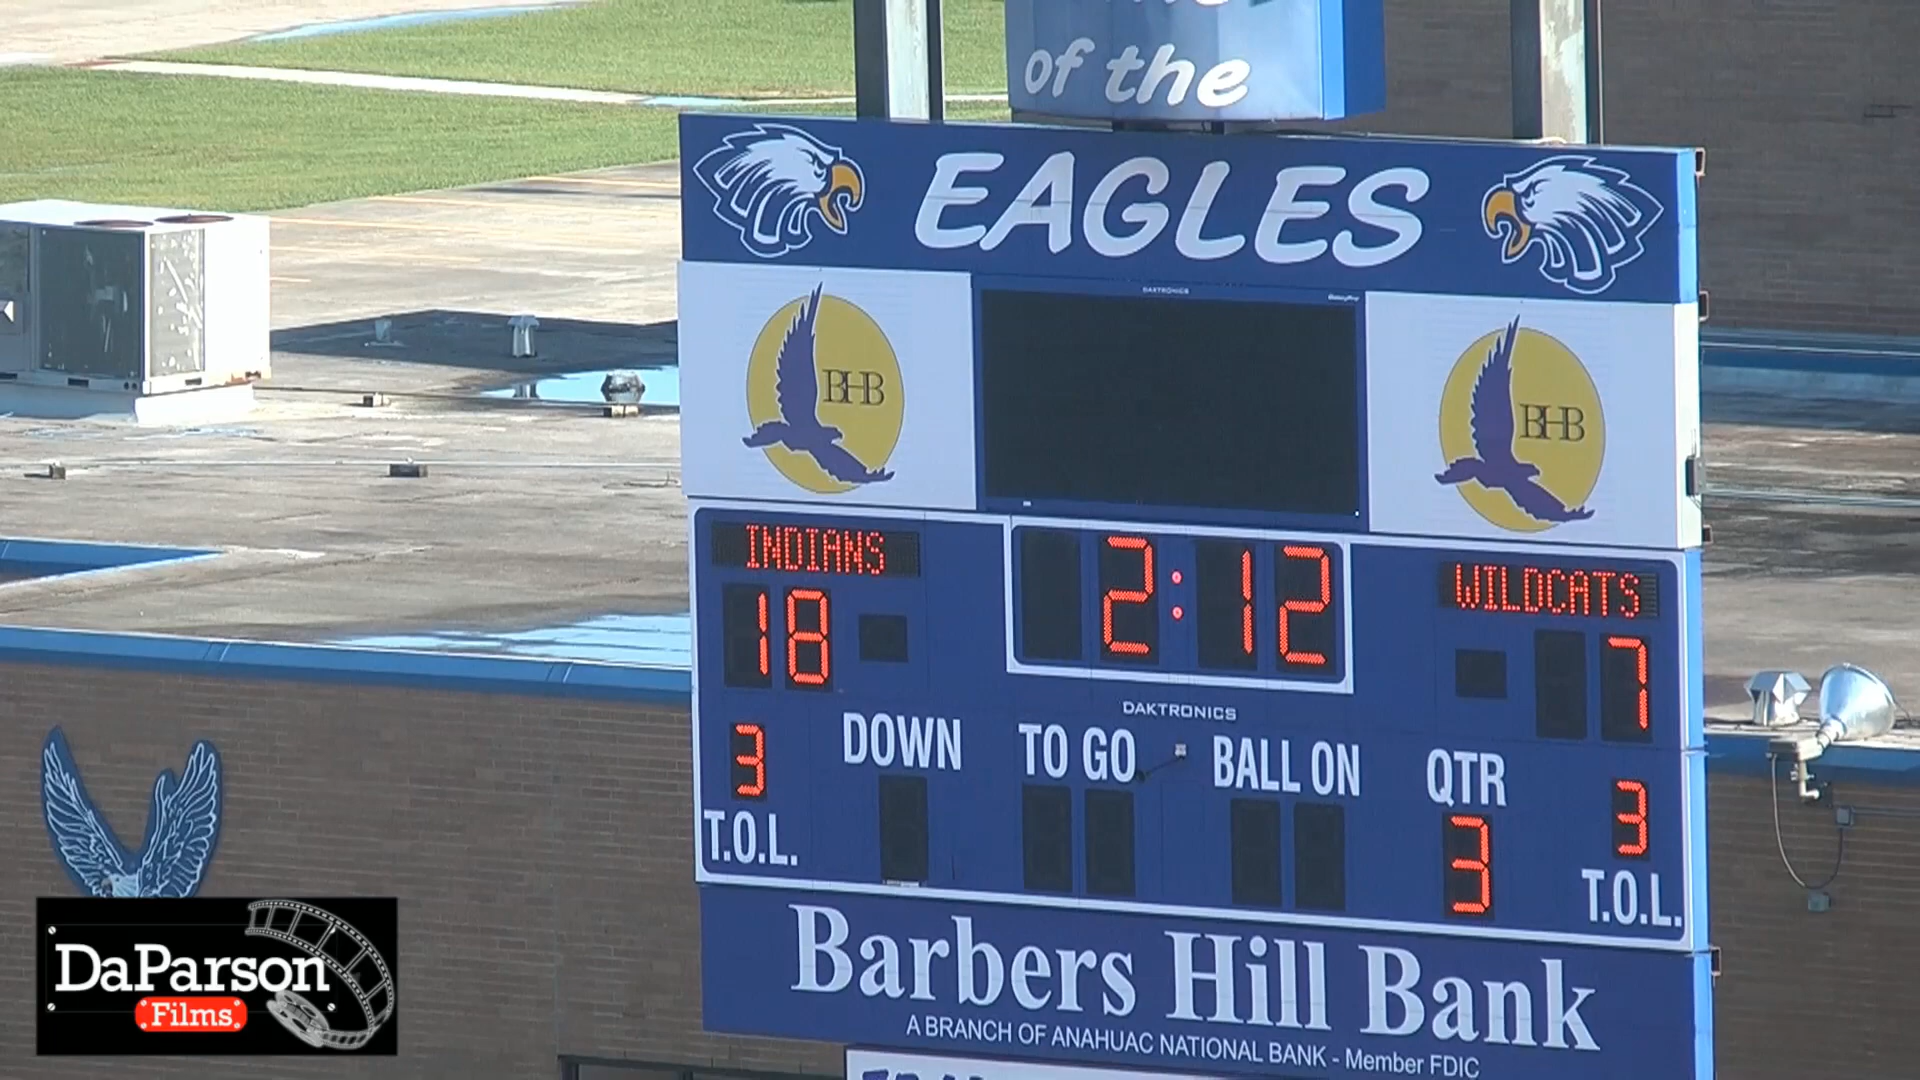 of the
EAGLES
DAKTRONICS
BHB
BHB
INDIANS
2:12
WILDCATS
18
7
DAKTRONICS
3
DOWN
TO GO
BALL ON
QTR
3
T.O.L.
3
T.O.L.
Barbers Hill Bank
A BRANCH OF ANAHUAC NATIONAL BANK - Member FDIC
DaParson
Films